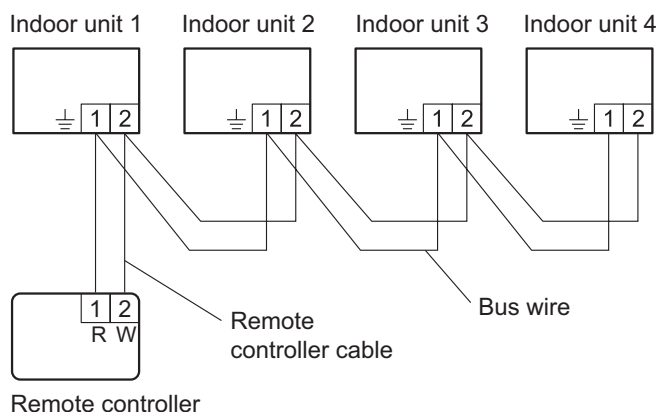 Indoor unit 1
Indoor unit 2
Indoor unit 3
Indoor unit 4
1 2
1 2
1 2
1 2
1 2
R W
Remote
controller cable
Bus wire
Remote controller